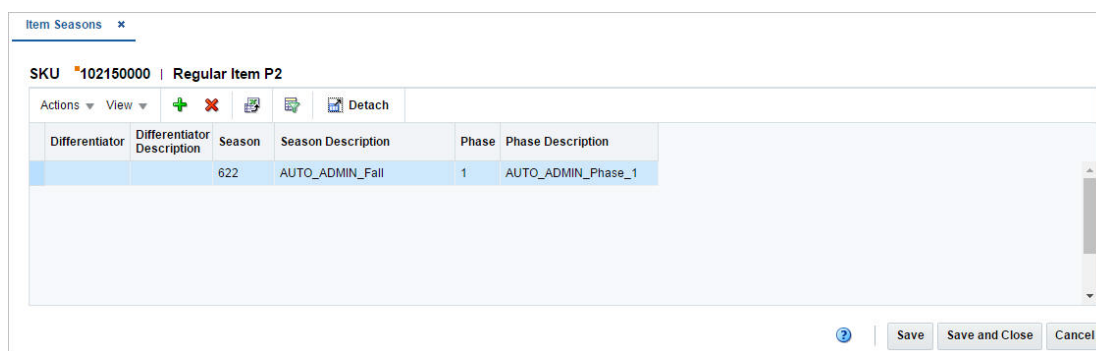 Item Seasons ×
SKU 102150000 | Regular Item P2
Actions View Detach
Differentiator Differentiator Description Season Season Description Phase Phase Description
622 AUTO_ADMIN_Fall 1 AUTO_ADMIN_Phase_1
? Save Save and Close Cancel